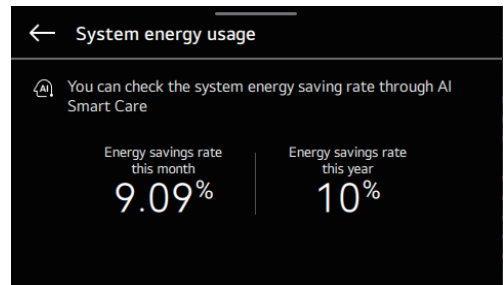 System energy usage
AI
You can check the system energy saving rate through AI
Smart Care
Energy savings rate
this month
9.09%
Energy savings rate
this year
10%